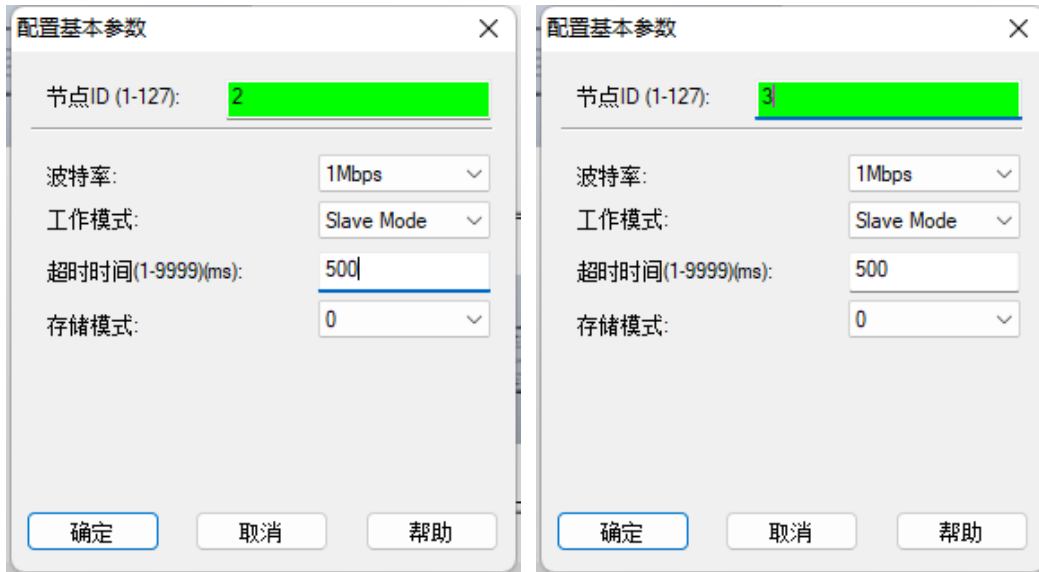 配置基本参数
节点ID (1-127): 2
波特率: 1Mbps
工作模式: Slave Mode
超时时间(1-9999)(ms): 500
存储模式: 0
确定 取消 帮助
配置基本参数
节点ID (1-127): 3
波特率: 1Mbps
工作模式: Slave Mode
超时时间(1-9999)(ms): 500
存储模式: 0
确定 取消 帮助